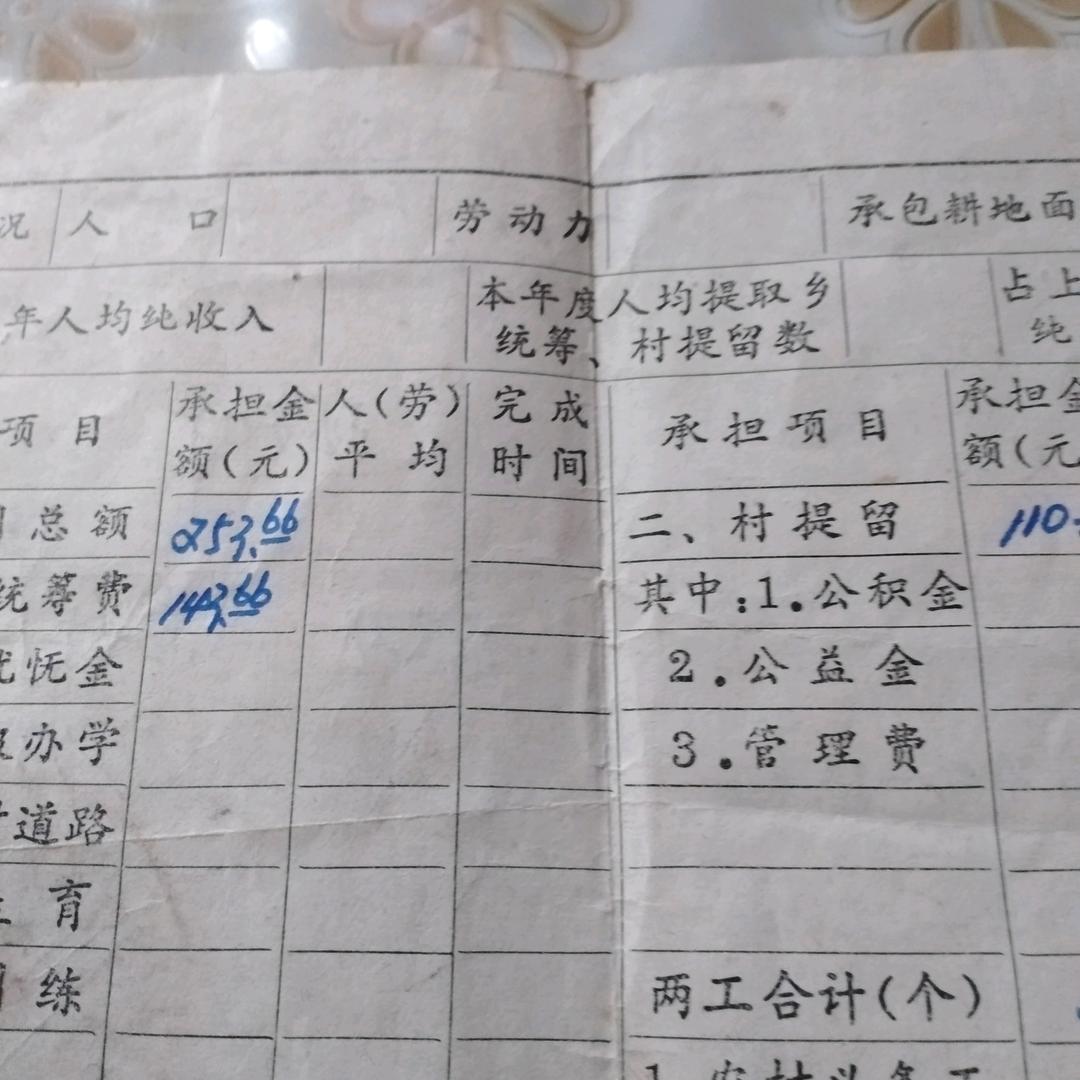 况 人 口 劳动力 承包耕地面
年人均纯收入 本年度人均提取乡统筹、村提留数 占上 纯
项目 承担金额(元) 人(劳)平均 完成时间 承担项目 承担金额(元
总额 253.66 二、村提留 110.
统筹费 143.66 其中:1.公积金
优怃金 2.公益金
办学 3.管理费
道路
育
练 两工合计(个)